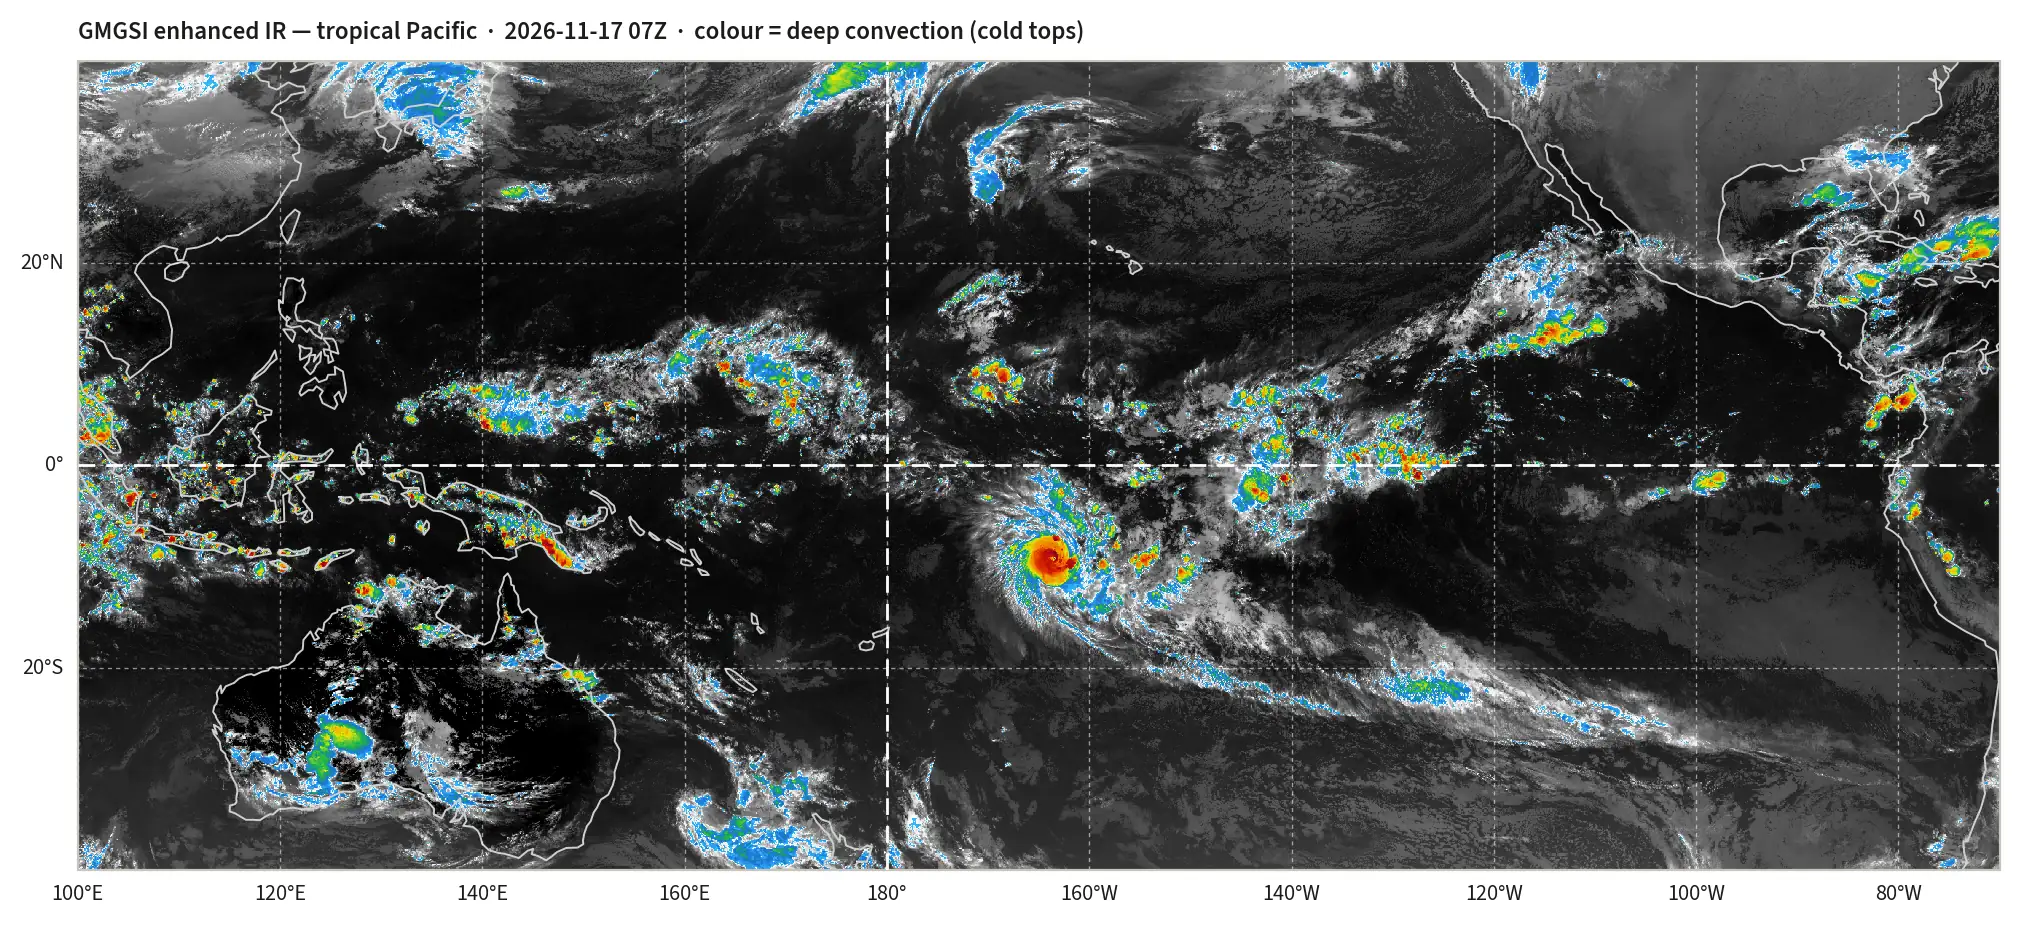 GMGSI enhanced IR — tropical Pacific · 2026-11-17 07Z · colour = deep convection (cold tops)
20°N
0°
20°S
100°E 120°E 140°E 160°E 180° 160°W 140°W 120°W 100°W 80°W